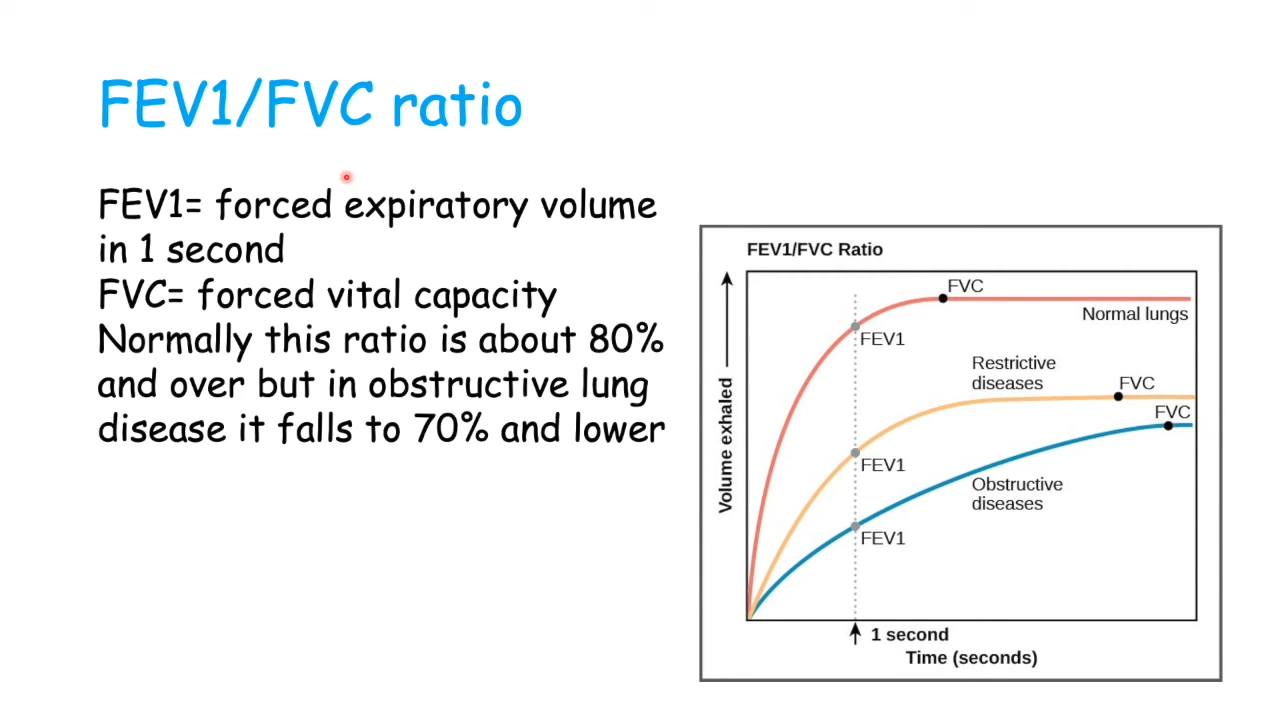 FEV1/FVC ratio
FEV1= forced expiratory volume
in 1 second
FVC= forced vital capacity
Normally this ratio is about 80%
and over but in obstructive lung
disease it falls to 70% and lower
FEV1/FVC Ratio
FVC
Normal lungs
FEV1
Restrictive
diseases
FVC
FVC
FEV1
Obstructive
diseases
FEV1
Volume exhaled
1 second
Time (seconds)